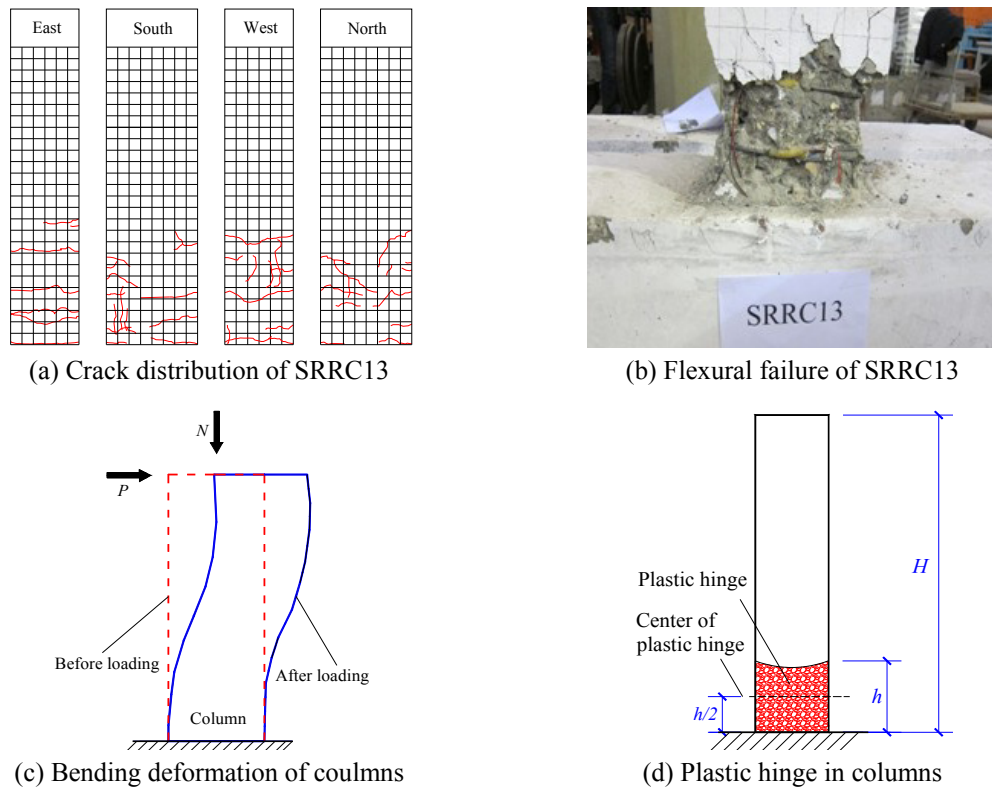 East
South
West
North
(a) Crack distribution of SRRC13
SRRC13
(b) Flexural failure of SRRC13
N
P
Before loading
After loading
Column
(c) Bending deformation of coulmns
Plastic hinge
Center of
plastic hinge
h/2
h
H
(d) Plastic hinge in columns